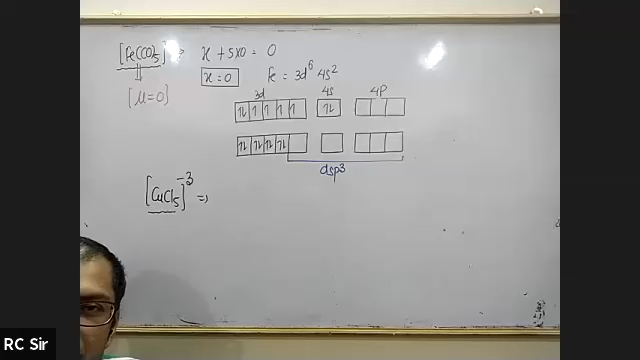 [Fe(CO)5] ⇒ x + 5×0 = 0
[μ=0] x=0 Fe = 3d⁶ 4s²
3d 4s 4p
⇅ ↿ ↿ ↿ ↿ ⇅
⇅ ⇅ ⇅ ⇅
dsp3
[CuCl5]⁻³ ⇒
RC Sir